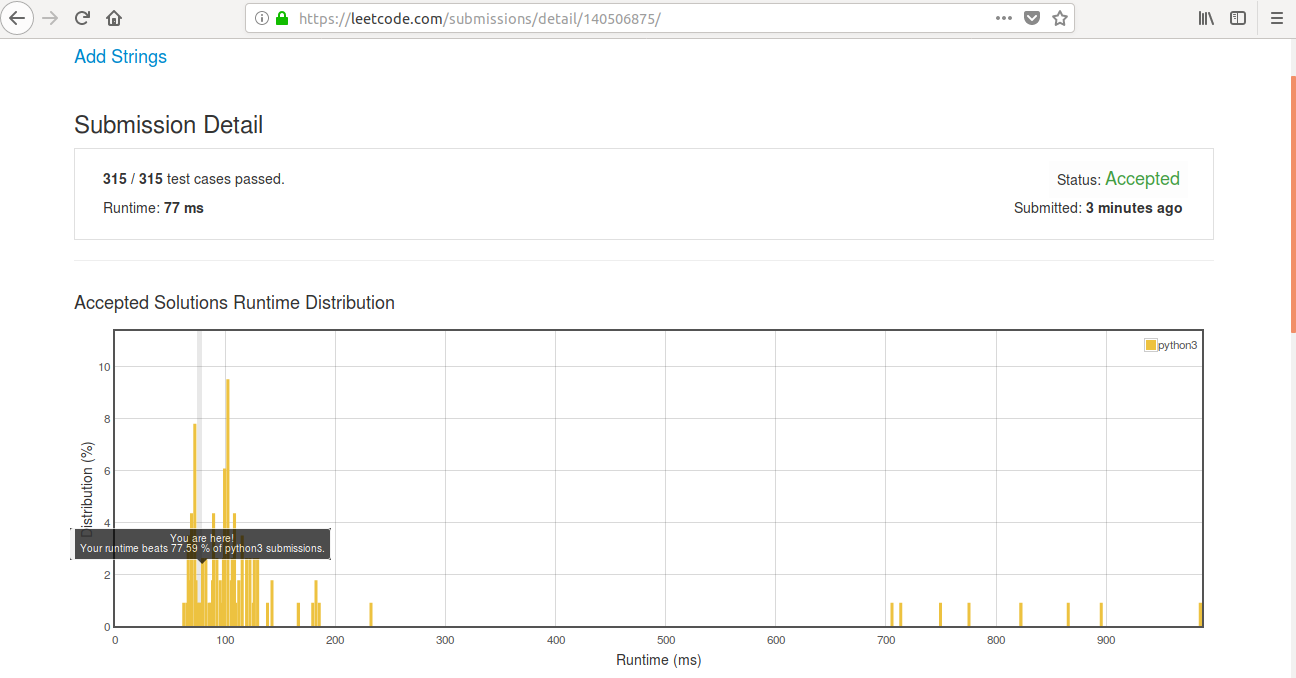 https://leetcode.com/submissions/detail/140506875/
Add Strings
Submission Detail
315 / 315 test cases passed.
Status: Accepted
Runtime: 77 ms
Submitted: 3 minutes ago
Accepted Solutions Runtime Distribution
python3
10
8
6
4
2
0
Distribution (%)
You are here!
Your runtime beats 77.59 % of python3 submissions.
0 100 200 300 400 500 600 700 800 900
Runtime (ms)